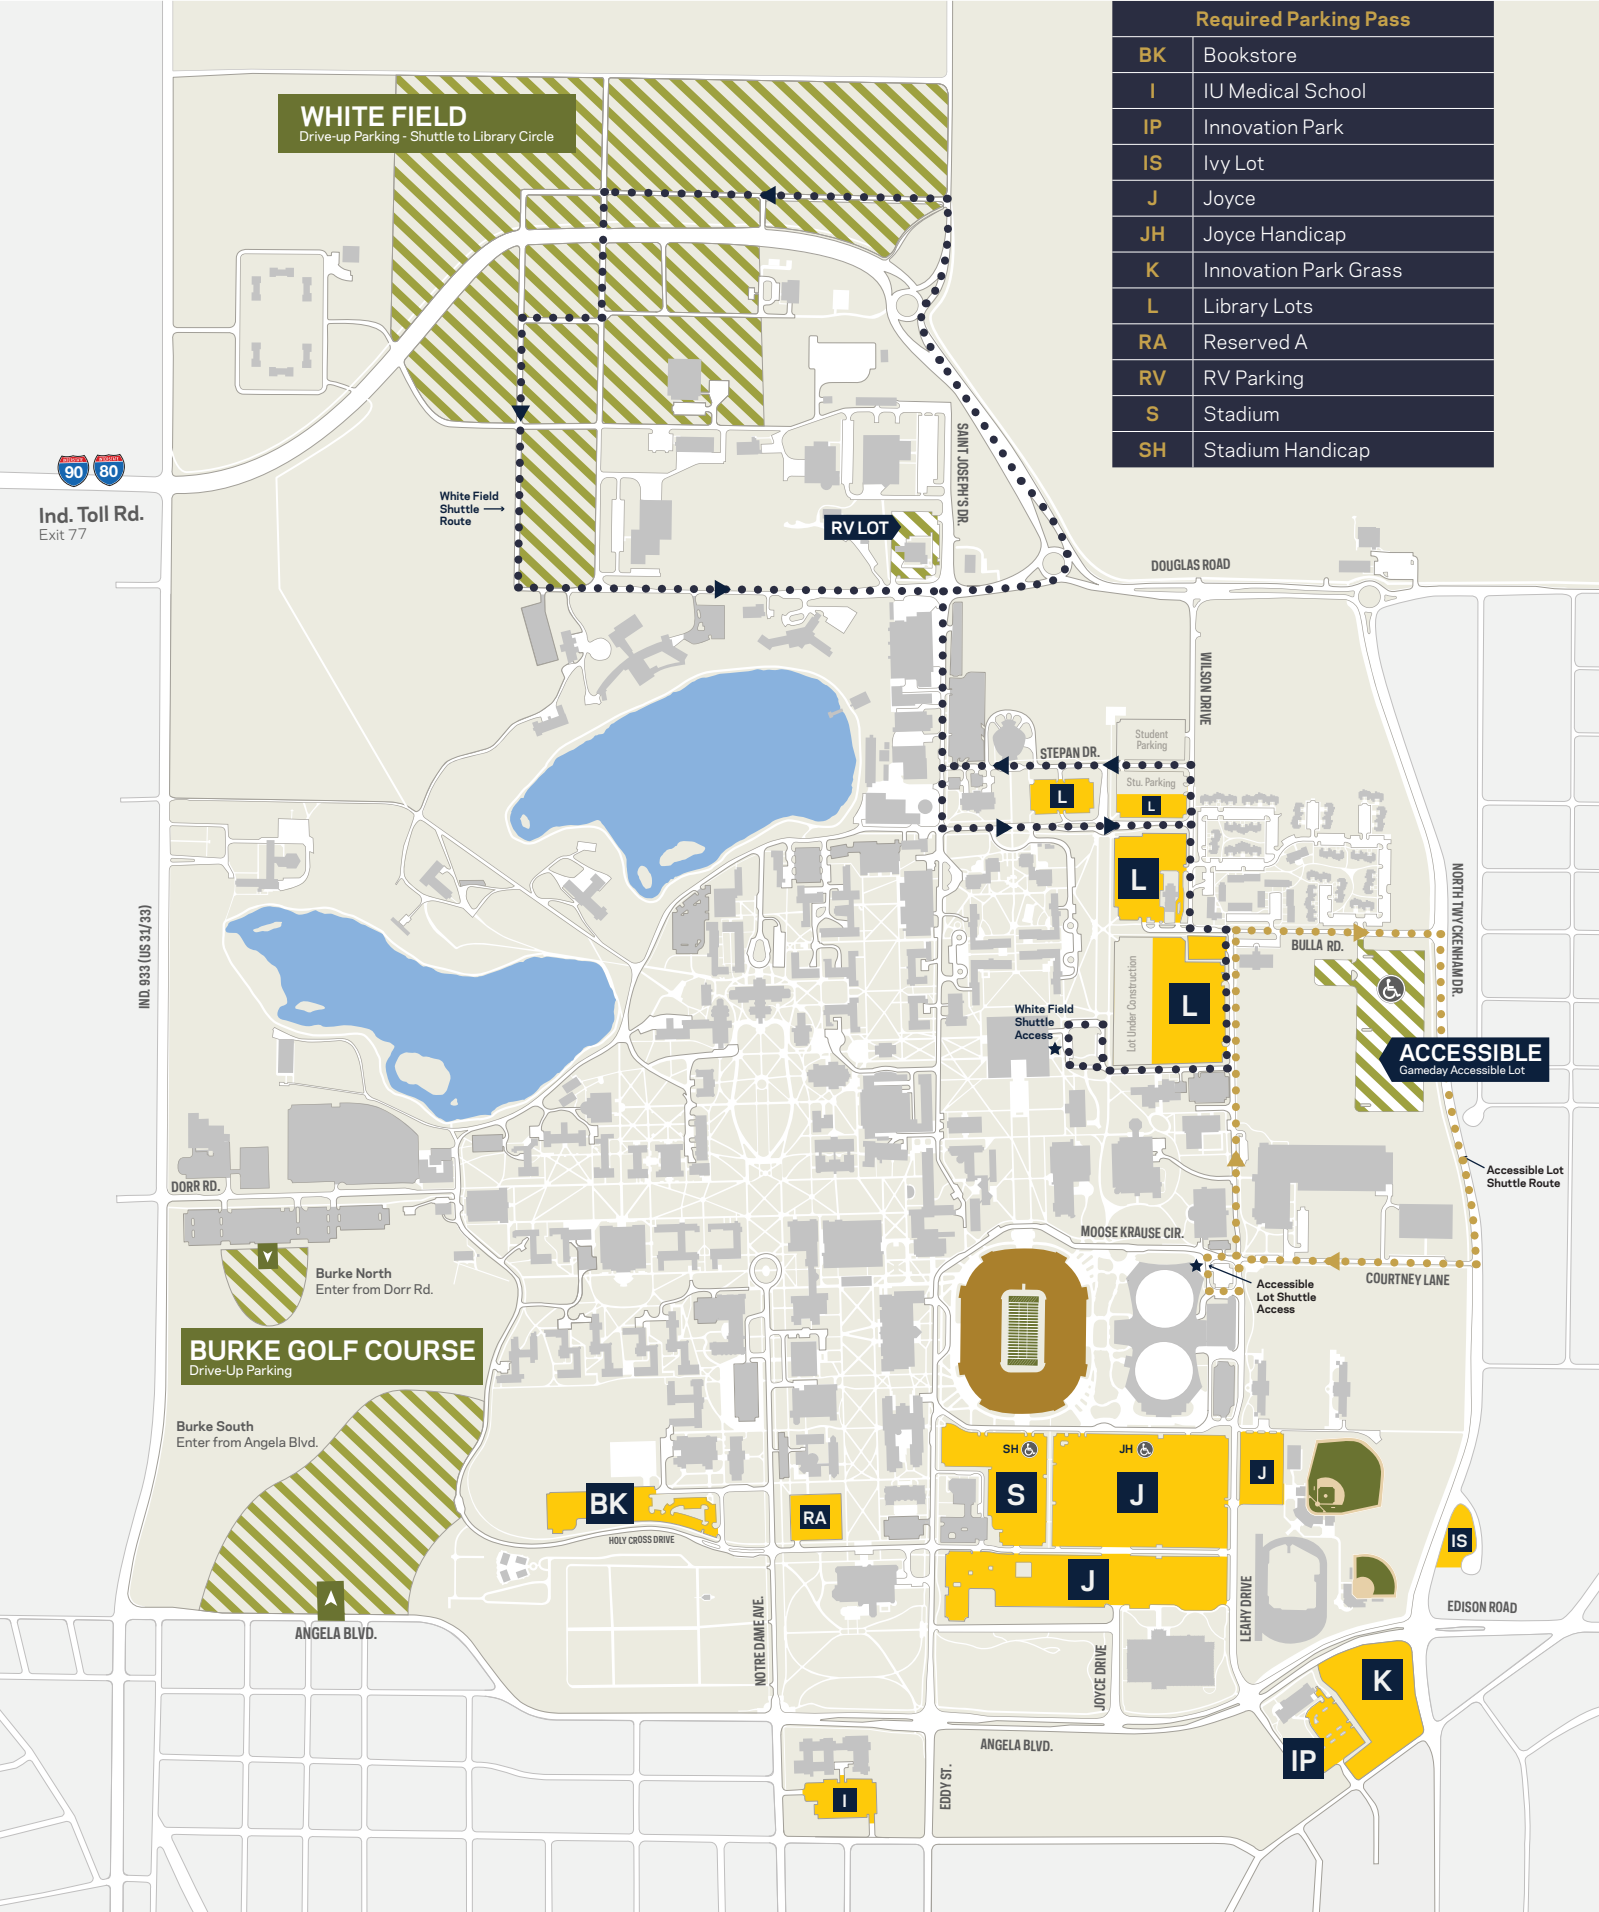 Required Parking Pass
BK Bookstore
I IU Medical School
IP Innovation Park
IS Ivy Lot
J Joyce
JH Joyce Handicap
K Innovation Park Grass
L Library Lots
RA Reserved A
RV RV Parking
S Stadium
SH Stadium Handicap
WHITE FIELD
Drive-up Parking - Shuttle to Library Circle
90
80
Ind. Toll Rd.
Exit 77
White Field
Shuttle
Route
SAINT JOSEPH'S DR.
RV LOT
DOUGLAS ROAD
WILSON DRIVE
Student
Parking
STEPAN DR.
Stu. Parking
L
L
L
IND. 933 (US 31/33)
NORTH TWYCKENHAM DR.
BULLA RD.
Lot Under Construction
L
White Field
Shuttle
Access
ACCESSIBLE
Gameday Accessible Lot
Accessible Lot
Shuttle Route
DORR RD.
MOOSE KRAUSE CIR.
COURTNEY LANE
Accessible
Lot Shuttle
Access
Burke North
Enter from Dorr Rd.
BURKE GOLF COURSE
Drive-Up Parking
Burke South
Enter from Angela Blvd.
SH
JH
S
J
J
BK
RA
HOLY CROSS DRIVE
IS
J
LEAHY DRIVE
EDISON ROAD
ANGELA BLVD.
NOTRE DAME AVE.
JOYCE DRIVE
K
IP
ANGELA BLVD.
EDDY ST.
I